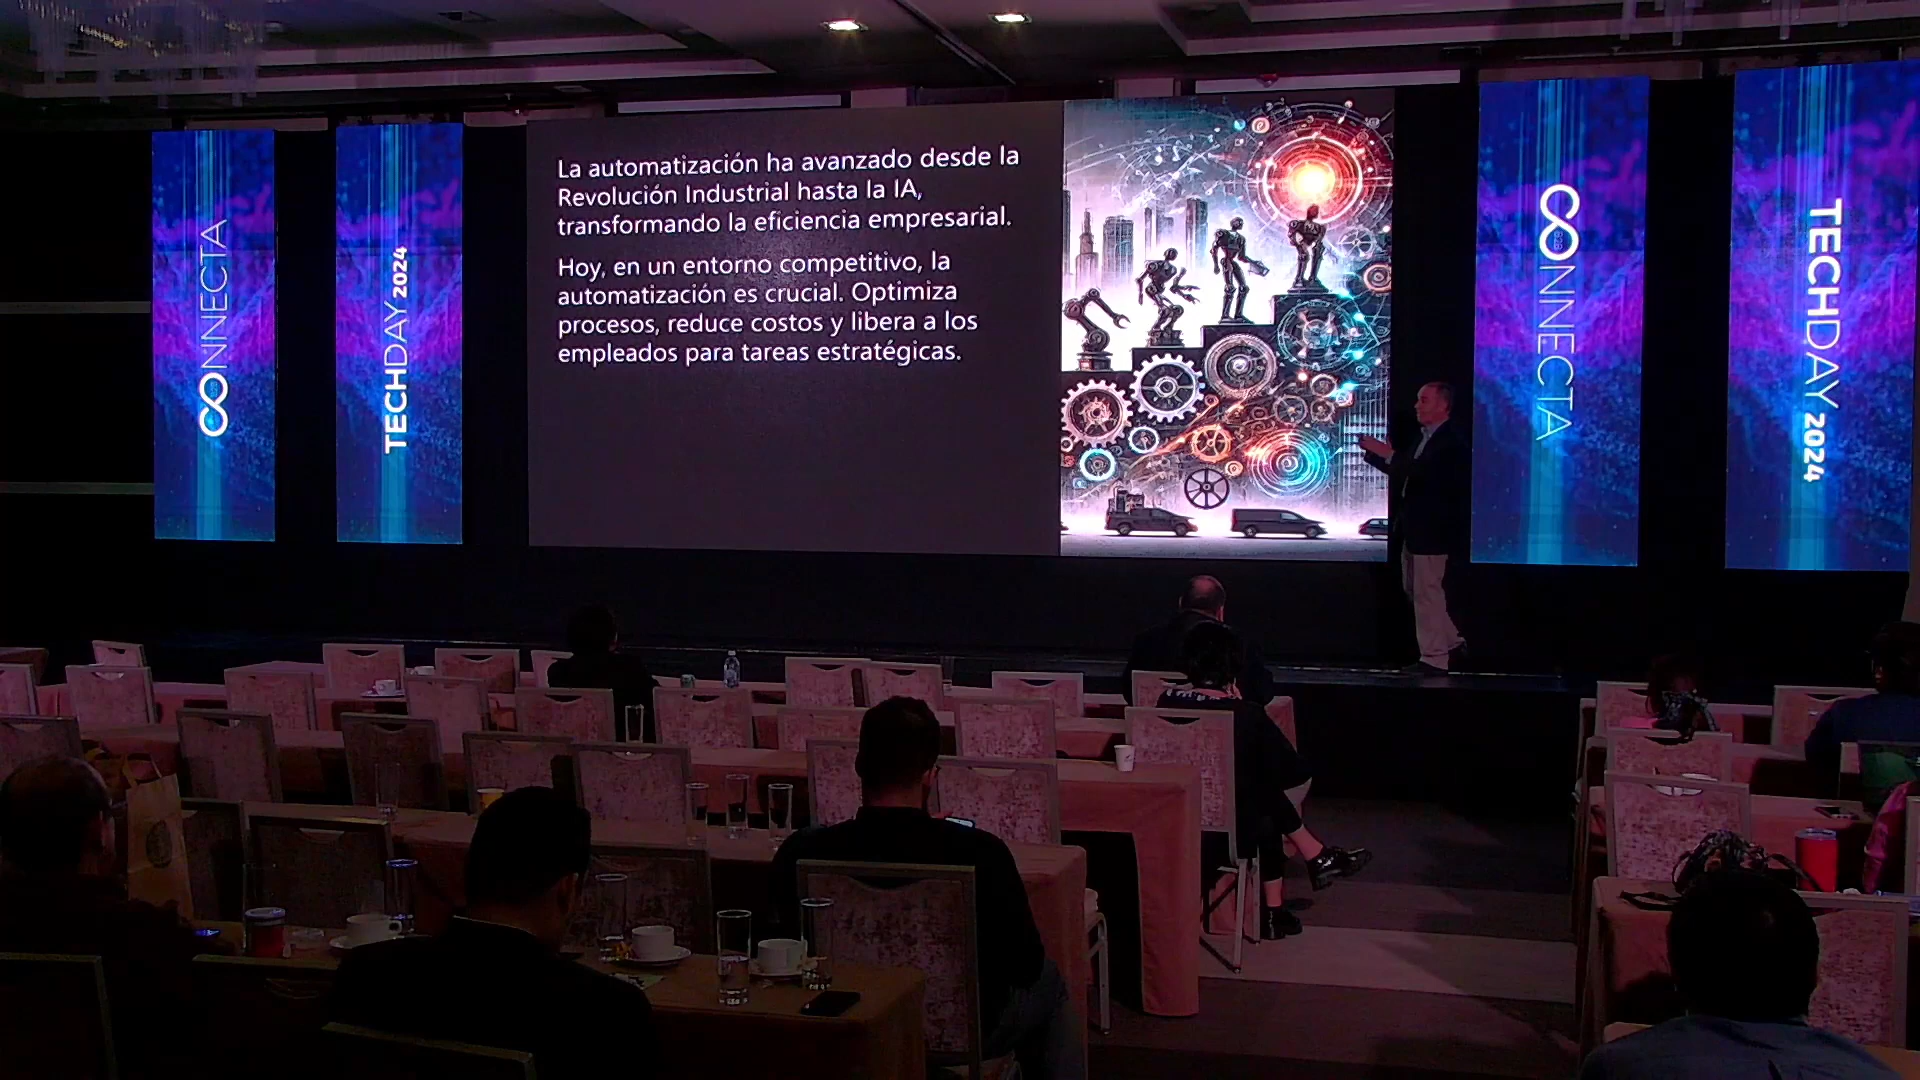 CONNECTA
TECHDAY 2024
La automatización ha avanzado desde la
Revolución Industrial hasta la IA,
transformando la eficiencia empresarial.
Hoy, en un entorno competitivo, la
automatización es crucial. Optimiza
procesos, reduce costos y libera a los
empleados para tareas estratégicas.
CONNECTA
B2B
TECHDAY 2024